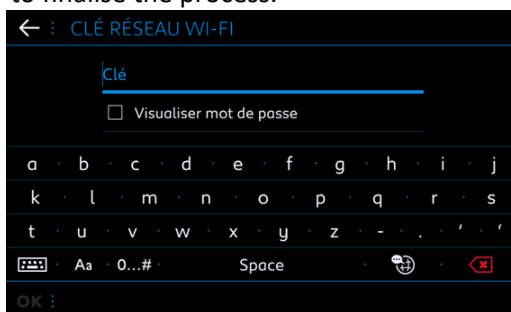 to finalise the process.
CLÉ RÉSEAU WI-FI
Clé
Visualiser mot de passe
a b c d e f g h i j
k l m n o p q r s
t u v w x y z - . ’ ‘
Aa 0...# Space
OK